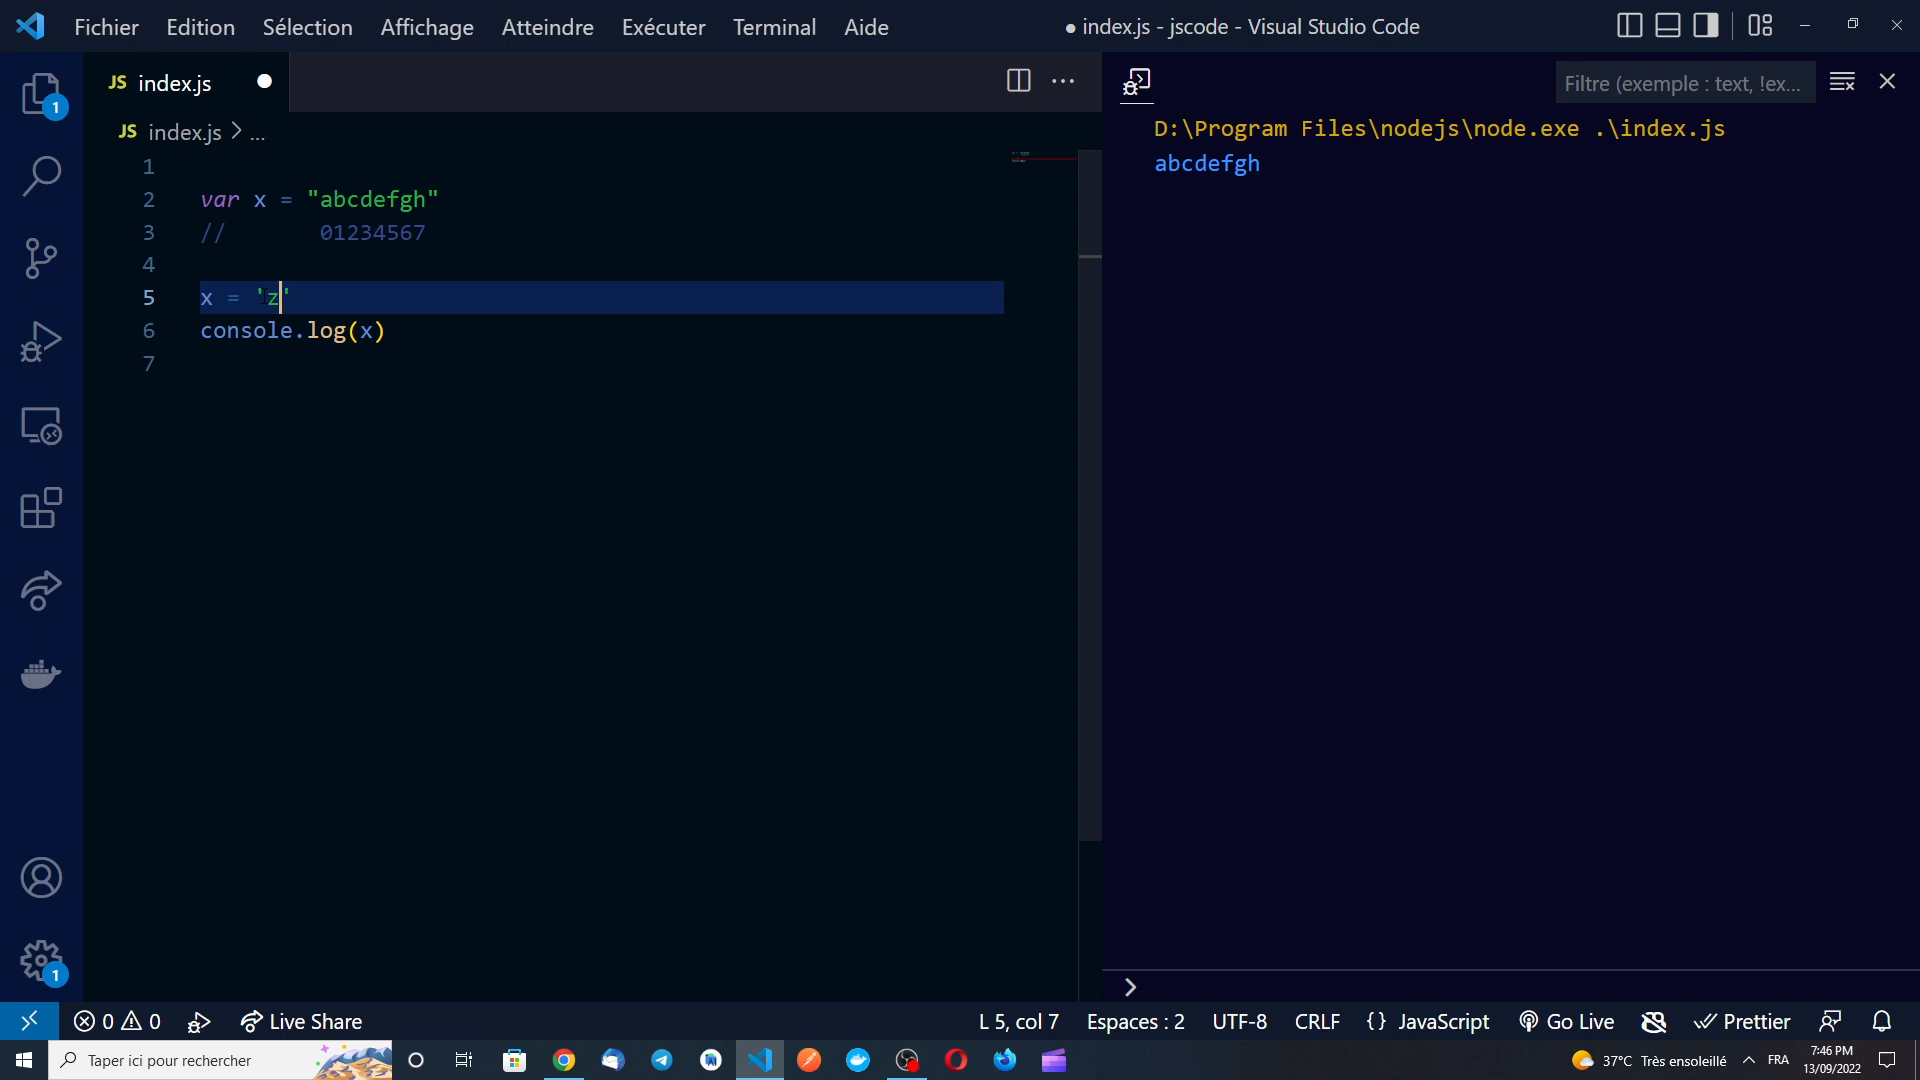 Fichier Edition Sélection Affichage Atteindre Exécuter Terminal Aide
● index.js - jscode - Visual Studio Code
JS index.js
Filtre (exemple : text, !ex...
JS index.js > ...
1
1
2 var x = "abcdefgh"
3 // 01234567
4
5 x = 'z'
6 console.log(x)
7
D:\Program Files\nodejs\node.exe .\index.js
abcdefgh
1
0 0 Live Share
L 5, col 7 Espaces : 2 UTF-8 CRLF {} JavaScript Go Live Prettier
Taper ici pour rechercher
37°C Très ensoleillé FRA
7:46 PM
13/09/2022